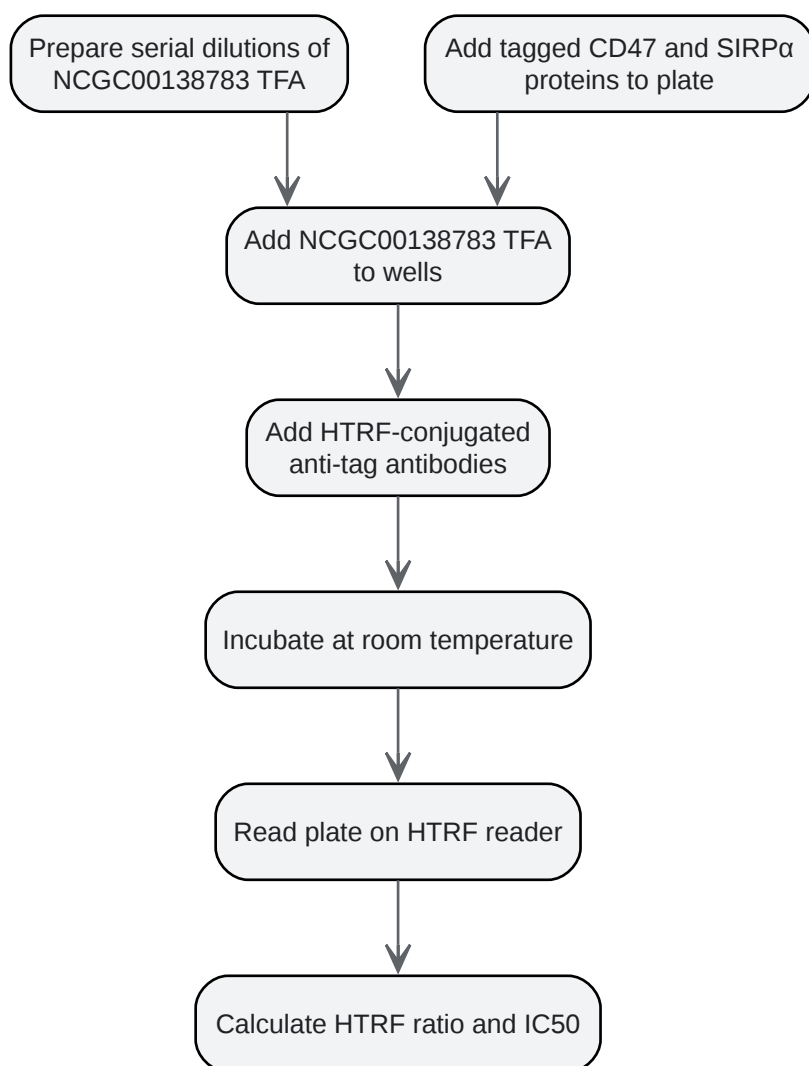 Prepare serial dilutions of
NCGC00138783 TFA
Add tagged CD47 and SIRPα
proteins to plate
Add NCGC00138783 TFA
to wells
Add HTRF-conjugated
anti-tag antibodies
Incubate at room temperature
Read plate on HTRF reader
Calculate HTRF ratio and IC50